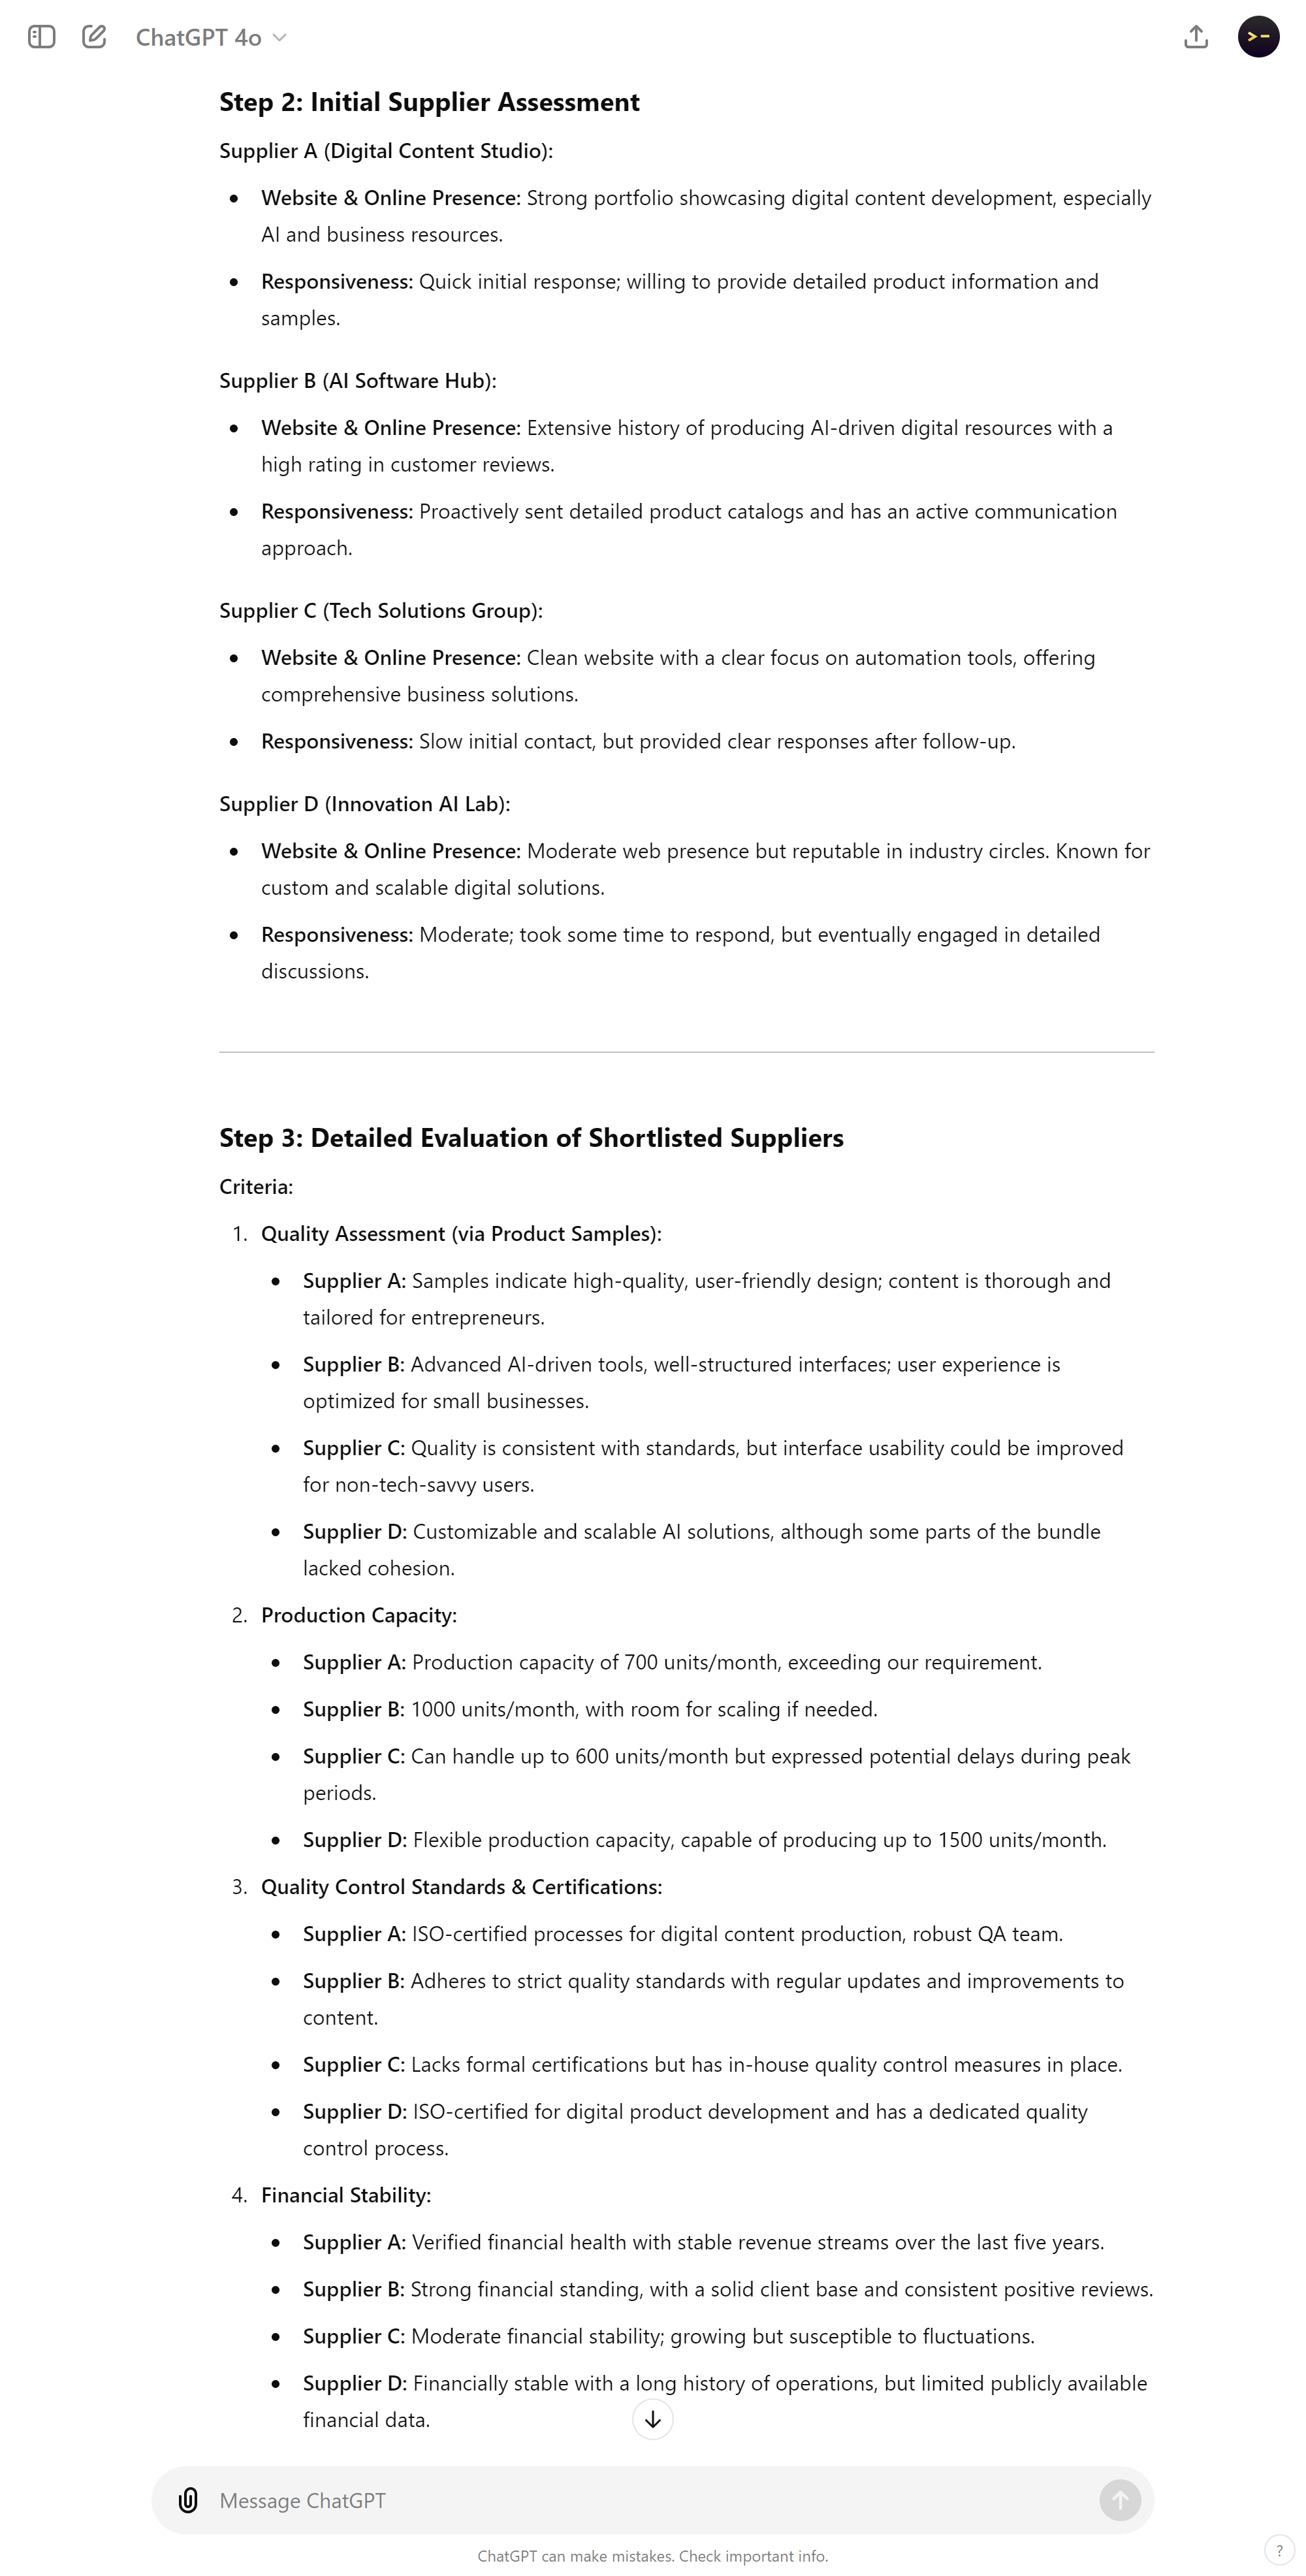 ChatGPT 4o
>-
Step 2: Initial Supplier Assessment
Supplier A (Digital Content Studio):
• Website & Online Presence: Strong portfolio showcasing digital content development, especially
AI and business resources.
• Responsiveness: Quick initial response; willing to provide detailed product information and
samples.
Supplier B (AI Software Hub):
• Website & Online Presence: Extensive history of producing AI-driven digital resources with a
high rating in customer reviews.
• Responsiveness: Proactively sent detailed product catalogs and has an active communication
approach.
Supplier C (Tech Solutions Group):
• Website & Online Presence: Clean website with a clear focus on automation tools, offering
comprehensive business solutions.
• Responsiveness: Slow initial contact, but provided clear responses after follow-up.
Supplier D (Innovation AI Lab):
• Website & Online Presence: Moderate web presence but reputable in industry circles. Known for
custom and scalable digital solutions.
• Responsiveness: Moderate; took some time to respond, but eventually engaged in detailed
discussions.
Step 3: Detailed Evaluation of Shortlisted Suppliers
Criteria:
1. Quality Assessment (via Product Samples):
• Supplier A: Samples indicate high-quality, user-friendly design; content is thorough and
tailored for entrepreneurs.
• Supplier B: Advanced AI-driven tools, well-structured interfaces; user experience is
optimized for small businesses.
• Supplier C: Quality is consistent with standards, but interface usability could be improved
for non-tech-savvy users.
• Supplier D: Customizable and scalable AI solutions, although some parts of the bundle
lacked cohesion.
2. Production Capacity:
• Supplier A: Production capacity of 700 units/month, exceeding our requirement.
• Supplier B: 1000 units/month, with room for scaling if needed.
• Supplier C: Can handle up to 600 units/month but expressed potential delays during peak
periods.
• Supplier D: Flexible production capacity, capable of producing up to 1500 units/month.
3. Quality Control Standards & Certifications:
• Supplier A: ISO-certified processes for digital content production, robust QA team.
• Supplier B: Adheres to strict quality standards with regular updates and improvements to
content.
• Supplier C: Lacks formal certifications but has in-house quality control measures in place.
• Supplier D: ISO-certified for digital product development and has a dedicated quality
control process.
4. Financial Stability:
• Supplier A: Verified financial health with stable revenue streams over the last five years.
• Supplier B: Strong financial standing, with a solid client base and consistent positive reviews.
• Supplier C: Moderate financial stability; growing but susceptible to fluctuations.
• Supplier D: Financially stable with a long history of operations, but limited publicly available
financial data.
Message ChatGPT
ChatGPT can make mistakes. Check important info.
?